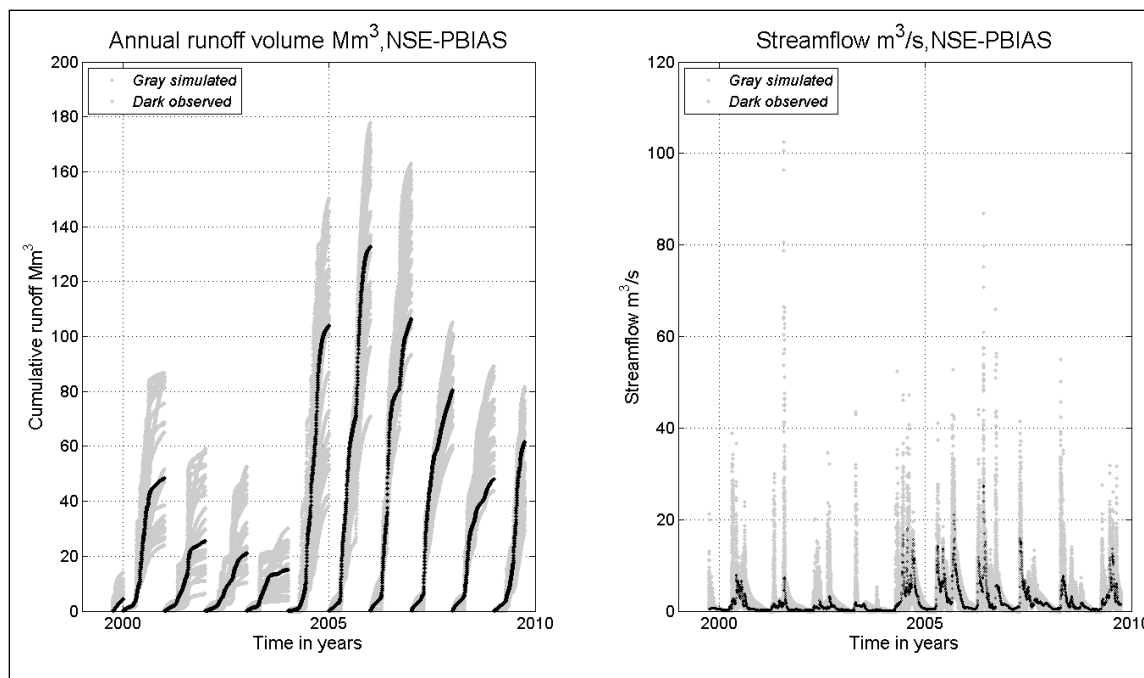 Annual runoff volume Mm³,NSE-PBIAS
200
180
160
140
120
100
80
60
40
20
0
Gray simulated
Dark observed
Cumulative runoff Mm³
2000
2005
2010
Time in years
Streamflow m³/s,NSE-PBIAS
120
100
80
60
40
20
0
Gray simulated
Dark observed
Streamflow m³/s
2000
2005
2010
Time in years